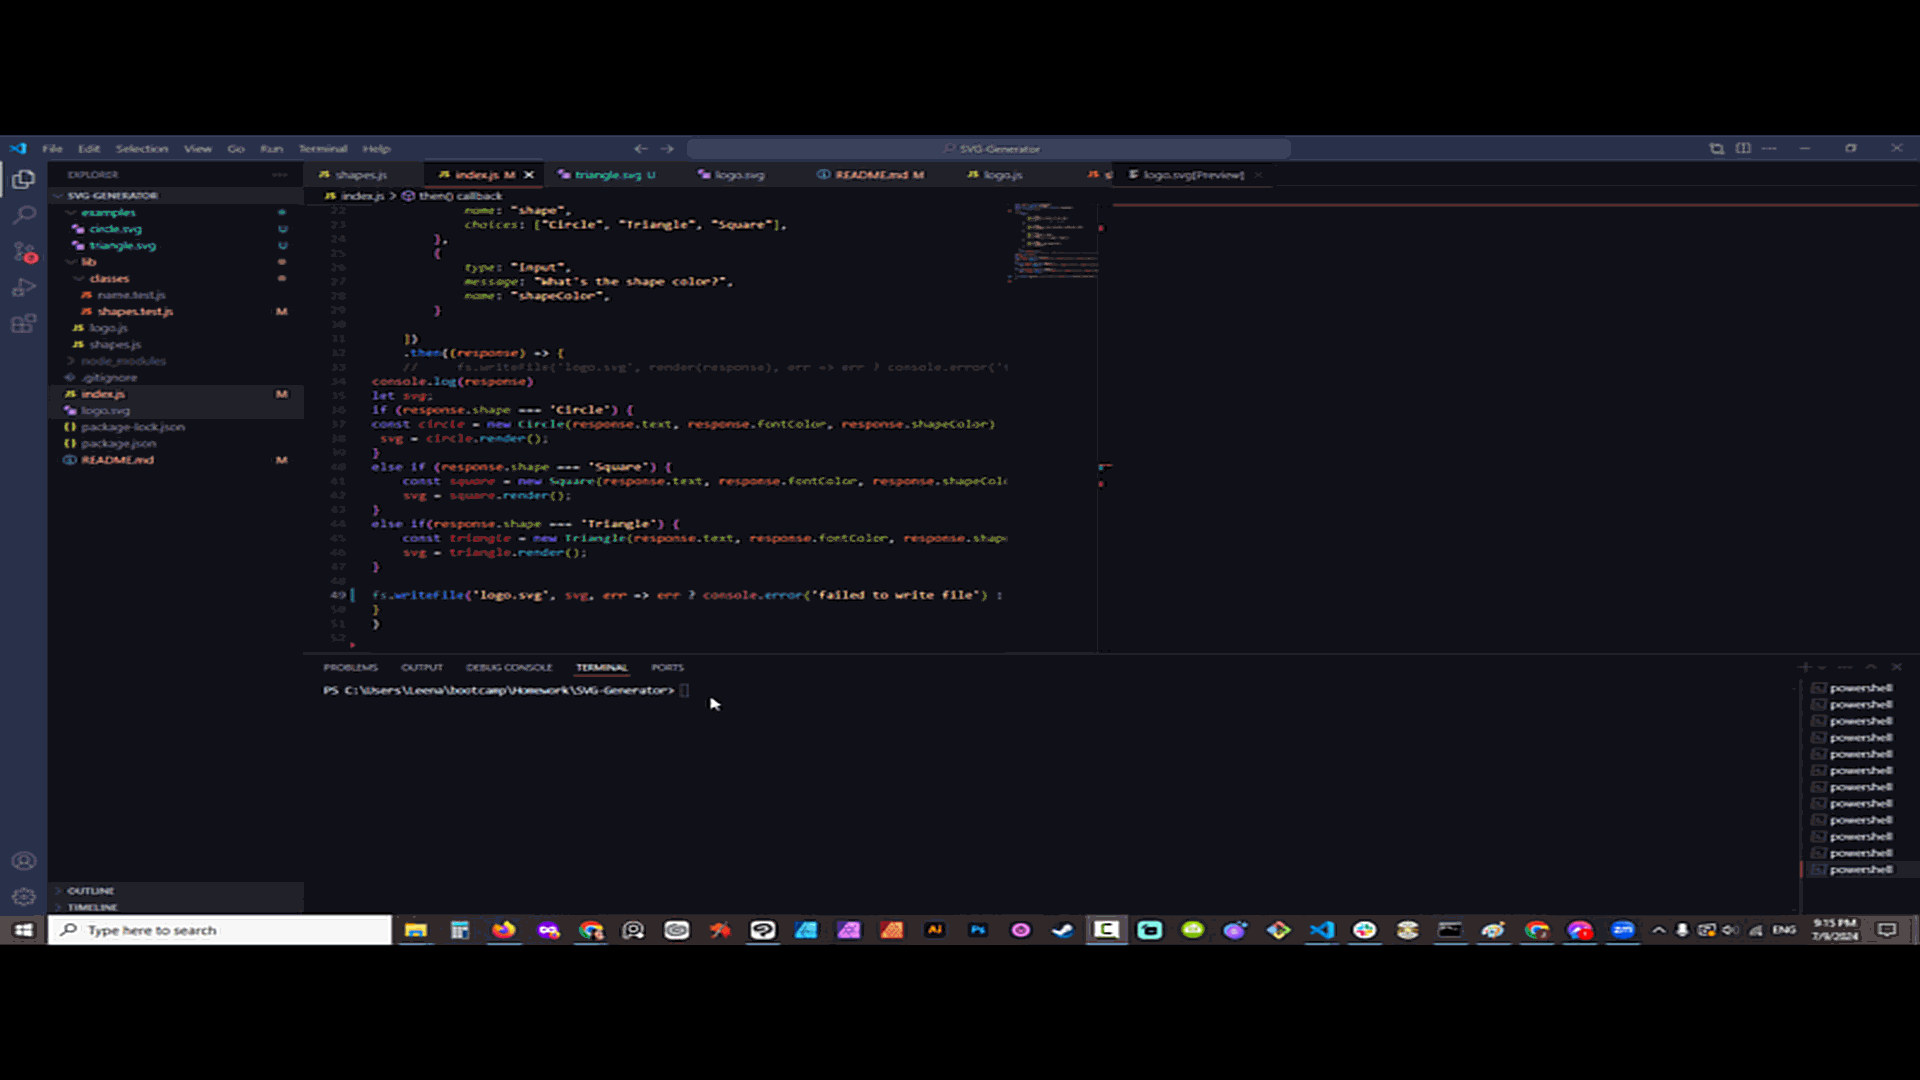 File Edit Selection View Go Run Terminal Help
SVG-Generator
EXPLORER
shapes.js
index.js M
triangle.svg U
logo.svg
README.md M
logo.js
logo.svg[Preview]
SVG-GENERATOR
index.js > then() callback
examples
circle.svg U
triangle.svg U
lib
classes
name.test.js
shapes.test.js M
logo.js
shapes.js
node_modules
.gitignore
index.js M
logo.svg
package-lock.json
package.json
README.md M
22 name: "shape",
23 choices: ["Circle", "Triangle", "Square"],
24 },
25 {
26 type: "input",
27 message: "What's the shape color?",
28 name: "shapeColor",
29 }
30
31 ])
32 .then((response) => {
33 // fs.writeFile('logo.svg', render(response), err => err ? console.error(
34 console.log(response)
35 let svg;
36 if (response.shape === 'Circle') {
37 const circle = new Circle(response.text, response.fontColor, response.shapeColor)
38 svg = circle.render();
39 }
40 else if (response.shape === 'Square') {
41 const square = new Square(response.text, response.fontColor, response.shapeColo
42 svg = square.render();
43 }
44 else if(response.shape === 'Triangle') {
45 const triangle = new Triangle(response.text, response.fontColor, response.shape
46 svg = triangle.render();
47 }
48
49 fs.writeFile('logo.svg', svg, err => err ? console.error('failed to write file') :
50 }
51 )
52
PROBLEMS OUTPUT DEBUG CONSOLE TERMINAL PORTS
PS C:\Users\Leena\bootcamp\Homework\SVG-Generator>
powershell
powershell
powershell
powershell
powershell
powershell
powershell
powershell
powershell
powershell
powershell
powershell
OUTLINE
TIMELINE
Type here to search
Ai
Ps
zm
ENG
9:15 PM
7/9/2024